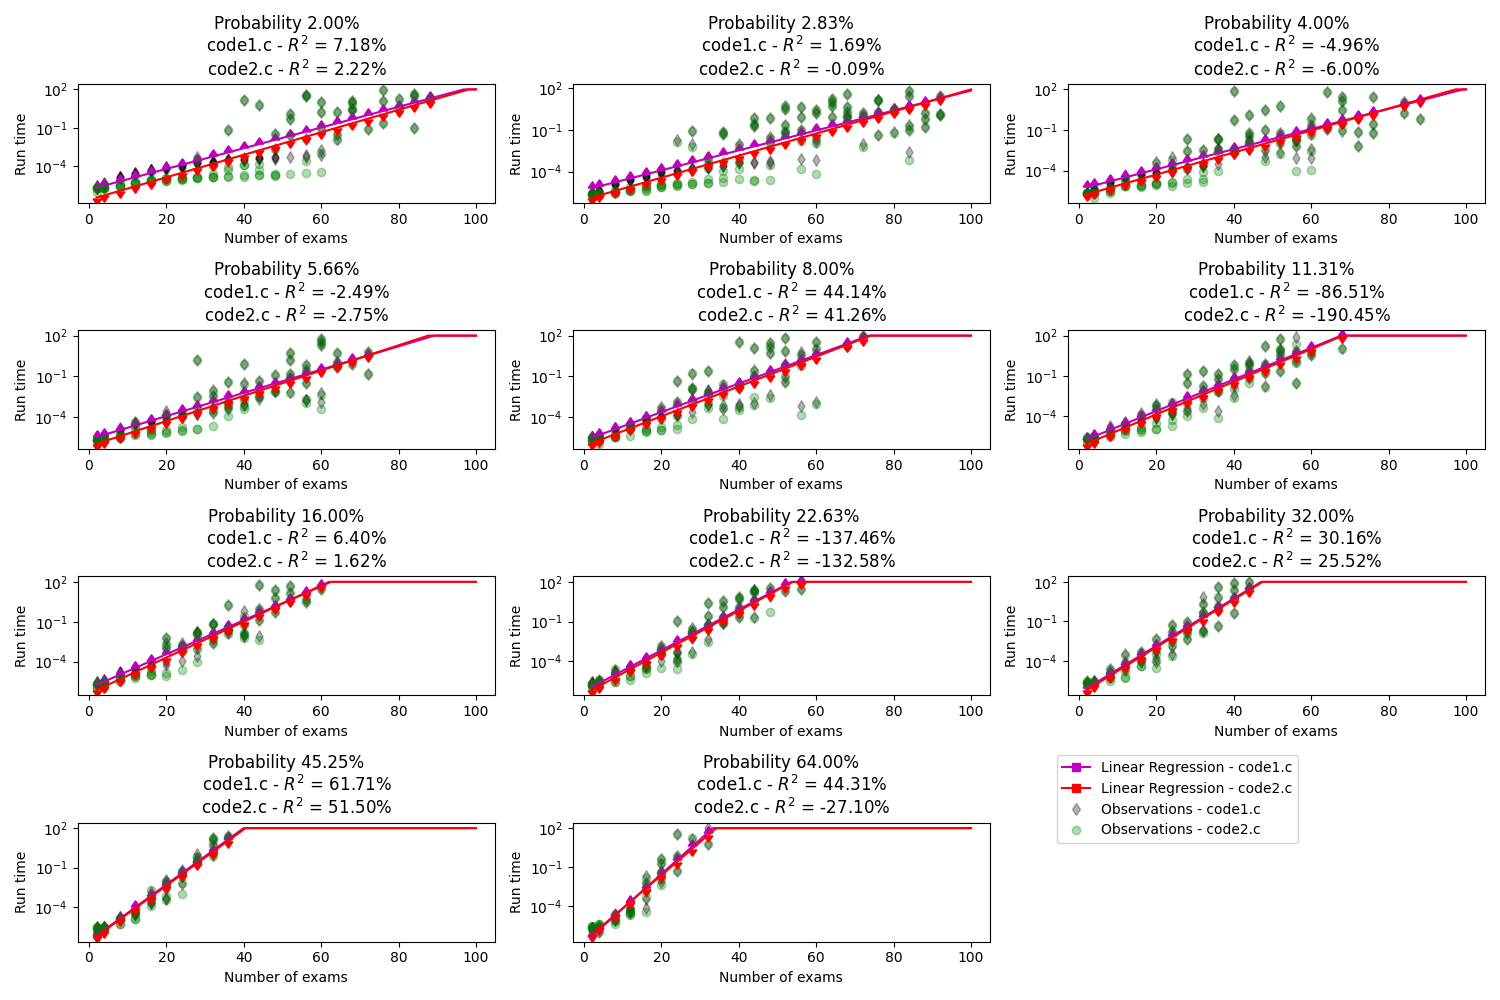 Probability 2.00%
code1.c - R² = 7.18%
code2.c - R² = 2.22%
10²
10⁻¹
10⁻⁴
Run time
0 20 40 60 80 100
Number of exams
Probability 2.83%
code1.c - R² = 1.69%
code2.c - R² = -0.09%
10²
10⁻¹
10⁻⁴
Run time
0 20 40 60 80 100
Number of exams
Probability 4.00%
code1.c - R² = -4.96%
code2.c - R² = -6.00%
10²
10⁻¹
10⁻⁴
Run time
0 20 40 60 80 100
Number of exams
Probability 5.66%
code1.c - R² = -2.49%
code2.c - R² = -2.75%
10²
10⁻¹
10⁻⁴
Run time
0 20 40 60 80 100
Number of exams
Probability 8.00%
code1.c - R² = 44.14%
code2.c - R² = 41.26%
10²
10⁻¹
10⁻⁴
Run time
0 20 40 60 80 100
Number of exams
Probability 11.31%
code1.c - R² = -86.51%
code2.c - R² = -190.45%
10²
10⁻¹
10⁻⁴
Run time
0 20 40 60 80 100
Number of exams
Probability 16.00%
code1.c - R² = 6.40%
code2.c - R² = 1.62%
10²
10⁻¹
10⁻⁴
Run time
0 20 40 60 80 100
Number of exams
Probability 22.63%
code1.c - R² = -137.46%
code2.c - R² = -132.58%
10²
10⁻¹
10⁻⁴
Run time
0 20 40 60 80 100
Number of exams
Probability 32.00%
code1.c - R² = 30.16%
code2.c - R² = 25.52%
10²
10⁻¹
10⁻⁴
Run time
0 20 40 60 80 100
Number of exams
Probability 45.25%
code1.c - R² = 61.71%
code2.c - R² = 51.50%
10²
10⁻¹
10⁻⁴
Run time
0 20 40 60 80 100
Number of exams
Probability 64.00%
code1.c - R² = 44.31%
code2.c - R² = -27.10%
10²
10⁻¹
10⁻⁴
Run time
0 20 40 60 80 100
Number of exams
Linear Regression - code1.c
Linear Regression - code2.c
Observations - code1.c
Observations - code2.c